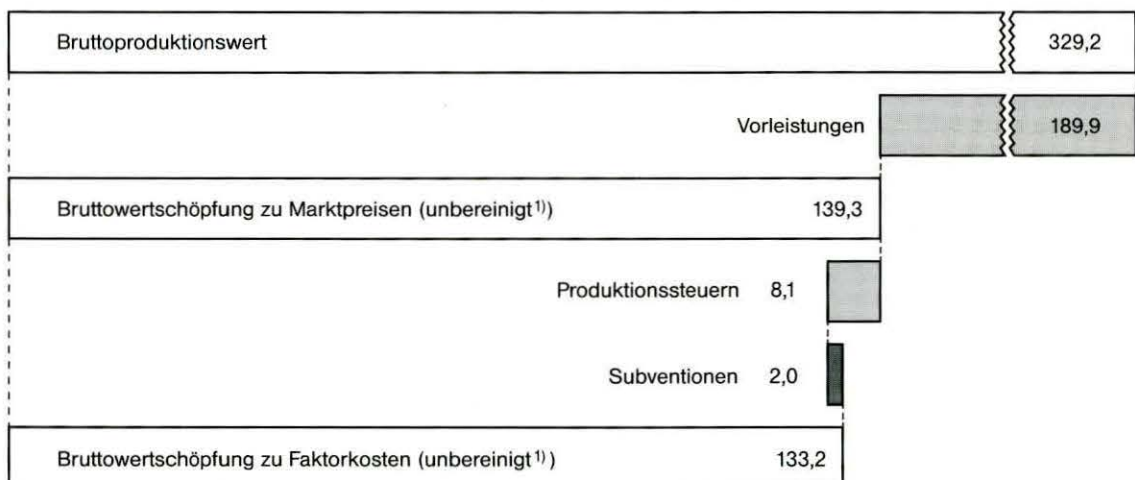 Bruttoproduktionswert 329,2
Vorleistungen 189,9
Bruttowertschöpfung zu Marktpreisen (unbereinigt¹⁾) 139,3
Produktionssteuern 8,1
Subventionen 2,0
Bruttowertschöpfung zu Faktorkosten (unbereinigt¹⁾) 133,2